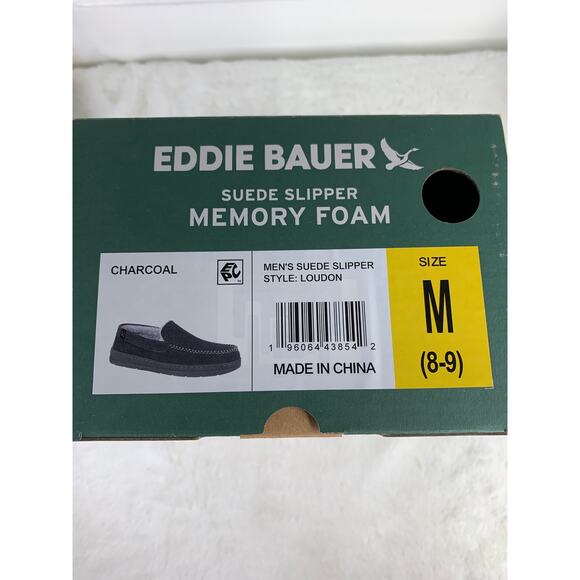 EDDIE BAUER
SUEDE SLIPPER
MEMORY FOAM
CHARCOAL
EPC
MEN'S SUEDE SLIPPER
STYLE: LOUDON
1 96064 43854 2
MADE IN CHINA
SIZE
M
(8-9)